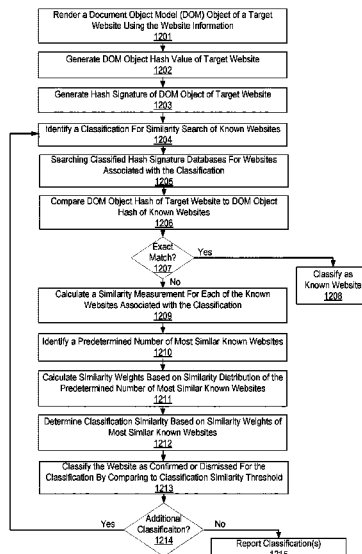 Render a Document Object Model (DOM) Object of a Target
Website Using the Website Information
1201
Generate DOM Object Hash Value of Target Website
1202
Generate Hash Signature of DOM Object of Target Website
1203
Identify a Classification For Similarity Search of Known Websites
1204
Searching Classified Hash Signature Databases For Websites
Associated with the Classification
1205
Compare DOM Object Hash of Target Website to DOM Object
Hash of Known Websites
1206
Exact
Match?
1207
Yes
No
Classify as
Known Website
1208
Calculate a Similarity Measurement For Each of the Known
Websites Associated with the Classification
1209
Identify a Predetermined Number of Most Similar Known Websites
1210
Calculate Similarity Weights Based on Similarity Distribution of the
Predetermined Number of Most Similar Known Websites
1211
Determine Classification Similarity Based on Similarity Weights of
Most Similar Known Websites
1212
Classify the Website as Confirmed or Dismissed For the
Classification By Comparing to Classification Similarity Threshold
1213
Yes
Additional
Classification?
1214
No
Report Classification(s)
1215